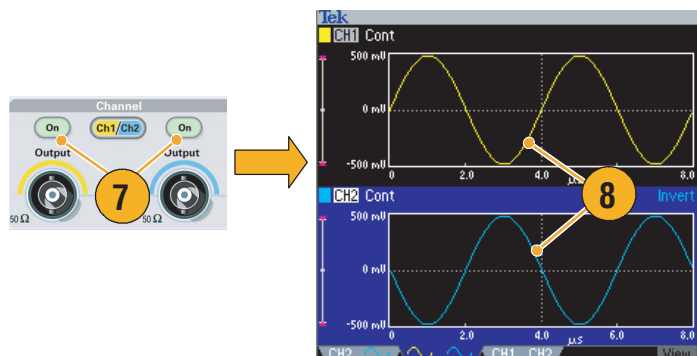 Channel
On Ch1/Ch2 On
Output Output
50 Ω 50 Ω
7
Tek
CH1 Cont
500 mV
0 mV
-500 mV
0 2.0 4.0 6.0 8.0
µs
8
CH2 Cont Invert
500 mV
0 mV
-500 mV
0 2.0 4.0 6.0 8.0
µs
CH2 CH1 CH2 View